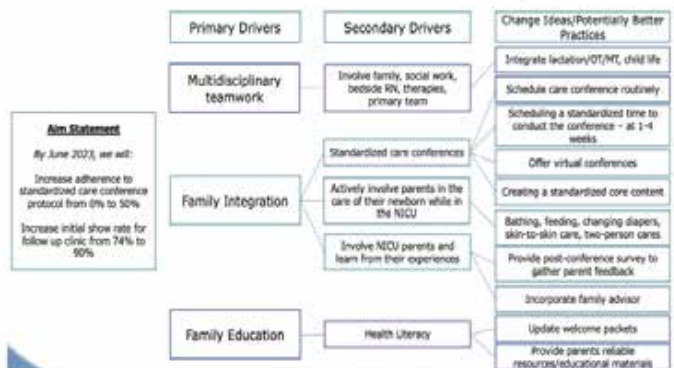 Primary Drivers
Secondary Drivers
Change Ideas/Potentially Better
Practices
Multidisciplinary
teamwork
Involve family, social work,
bedside RN, therapies,
primary team
Integrate lactation/OT/MT, child life
Schedule care conference routinely
Scheduling a standardized time to
conduct the conference – at 1-4
weeks
Offer virtual conferences
Creating a standardized core content
Aim Statement
By June 2023, we will:
Increase adherence to
standardized care conference
protocol from 0% to 50%
Increase initial show rate for
follow up clinic from 74% to
90%
Family Integration
Standardized care conferences
Actively involve parents in the
care of their newborn while in
the NICU
Involve NICU parents and
learn from their experiences
Bathing, feeding, changing diapers,
skin-to-skin care, two-person cares
Provide post-conference survey to
gather parent feedback
Incorporate family advisor
Family Education
Health Literacy
Update welcome packets
Provide parents reliable
resources/educational materials